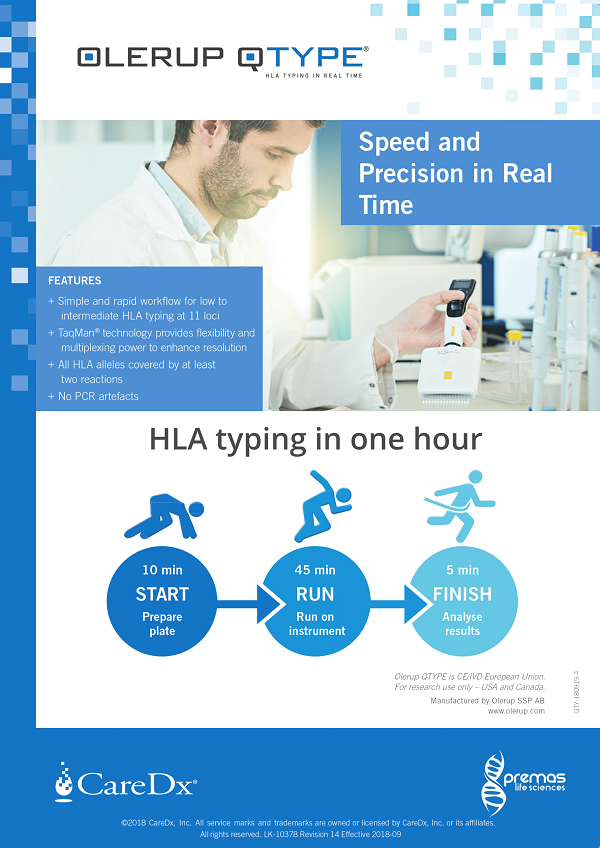 OLERUP QTYPE®
HLA TYPING IN REAL TIME
Speed and
Precision in Real
Time
FEATURES
+ Simple and rapid workflow for low to
intermediate HLA typing at 11 loci
+ TaqMan® technology provides flexibility and
multiplexing power to enhance resolution
+ All HLA alleles covered by at least
two reactions
+ No PCR artefacts
HLA typing in one hour
10 min
START
Prepare
plate
45 min
RUN
Run on
instrument
5 min
FINISH
Analyse
results
Olerup QTYPE is CE/IVD European Union.
For research use only – USA and Canada.
Manufactured by Olerup SSP AB
www.olerup.com
QTY-180919-4
CareDx®
premas
life sciences
©2018 CareDx, Inc. All service marks and trademarks are owned or licensed by CareDx, Inc. or its affiliates.
All rights reserved. LK-10378 Revision 14 Effective 2018-09